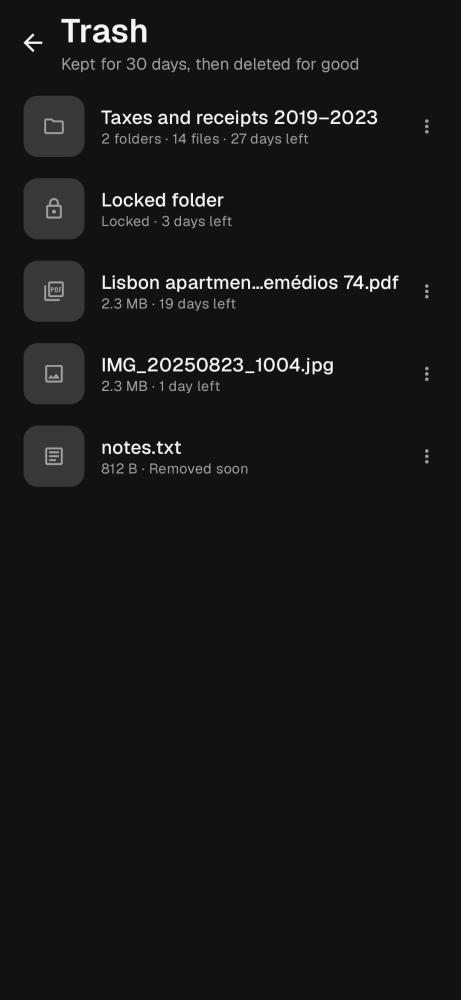 Trash
Kept for 30 days, then deleted for good
Taxes and receipts 2019–2023
2 folders · 14 files · 27 days left
Locked folder
Locked · 3 days left
Lisbon apartmen…emédios 74.pdf
PDF
2.3 MB · 19 days left
IMG_20250823_1004.jpg
2.3 MB · 1 day left
notes.txt
812 B · Removed soon